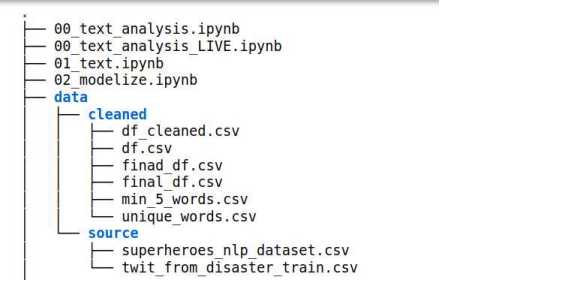 .
├── 00_text_analysis.ipynb
├── 00_text_analysis_LIVE.ipynb
├── 01_text.ipynb
├── 02_modelize.ipynb
├── data
│   ├── cleaned
│   │   ├── df_cleaned.csv
│   │   ├── df.csv
│   │   ├── finad_df.csv
│   │   ├── final_df.csv
│   │   ├── min_5_words.csv
│   │   └── unique_words.csv
│   └── source
│       ├── superheroes_nlp_dataset.csv
│       └── twit_from_disaster_train.csv